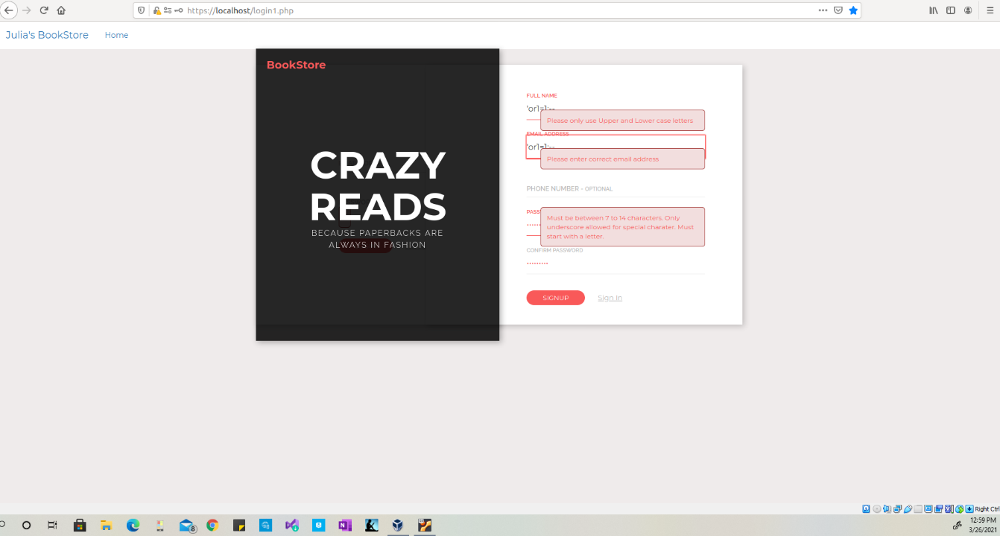 https://localhost/login1.php
Julia's BookStore
Home
BookStore
CRAZY
READS
BECAUSE PAPERBACKS ARE
ALWAYS IN FASHION
FULL NAME
'or1=1;--
Please only use Upper and Lower case letters
EMAIL ADDRESS
'or1=1;--
Please enter correct email address
PHONE NUMBER - OPTIONAL
Must be between 7 to 14 characters. Only
underscore allowed for special charater. Must
start with a letter.
CONFIRM PASSWORD
SIGNUP
Sign In
Right Ctrl
8
12:59 PM
3/26/2021